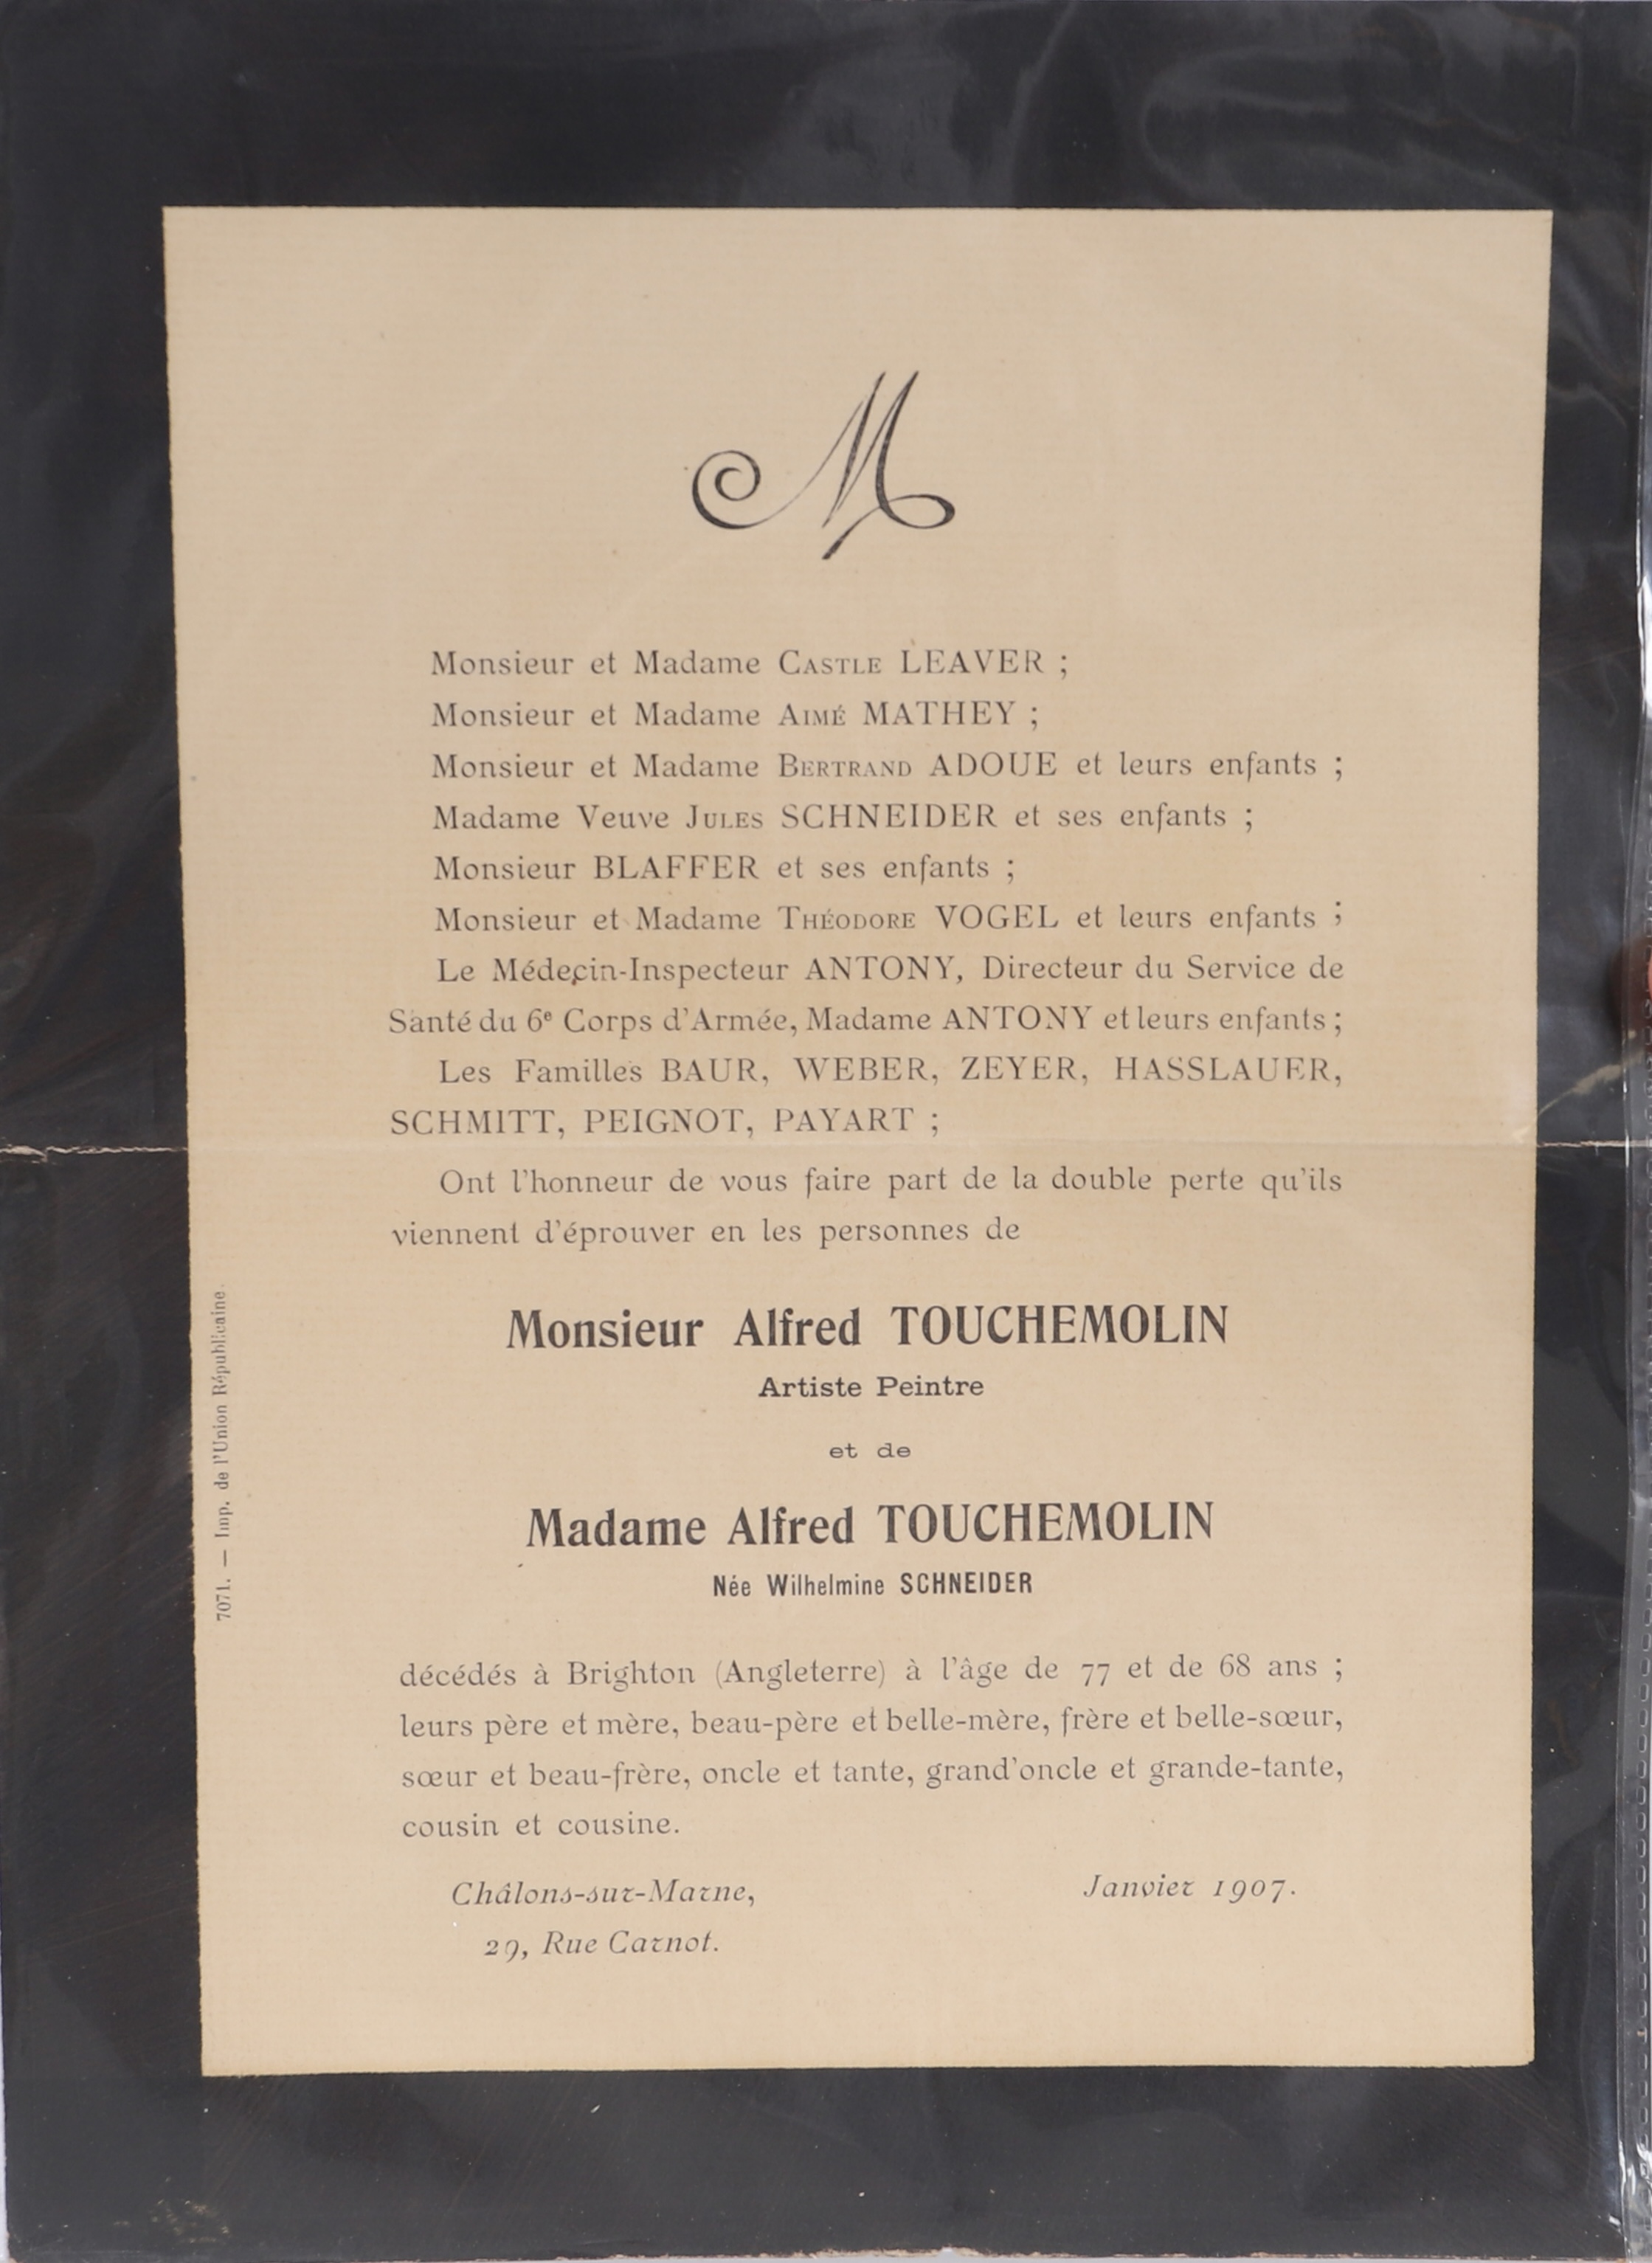 M
Monsieur et Madame CASTLE LEAVER ;
Monsieur et Madame AIMÉ MATHEY ;
Monsieur et Madame BERTRAND ADOUE et leurs enfants ;
Madame Veuve JULES SCHNEIDER et ses enfants ;
Monsieur BLAFFER et ses enfants ;
Monsieur et Madame THÉODORE VOGEL et leurs enfants ;
Le Médecin-Inspecteur ANTONY, Directeur du Service de
Santé du 6e Corps d'Armée, Madame ANTONY et leurs enfants ;
Les Familles BAUR, WEBER, ZEYER, HASSLAUER,
SCHMITT, PEIGNOT, PAYART ;
Ont l'honneur de vous faire part de la double perte qu'ils
viennent d'éprouver en les personnes de
Monsieur Alfred TOUCHEMOLIN
Artiste Peintre
et de
Madame Alfred TOUCHEMOLIN
Née Wilhelmine SCHNEIDER
décédés à Brighton (Angleterre) à l'âge de 77 et de 68 ans ;
leurs père et mère, beau-père et belle-mère, frère et belle-sœur,
sœur et beau-frère, oncle et tante, grand'oncle et grande-tante,
cousin et cousine.
Châlons-sur-Marne,
29, Rue Carnot.
Janvier 1907.
7071. — Imp. de l'Union Républicaine.